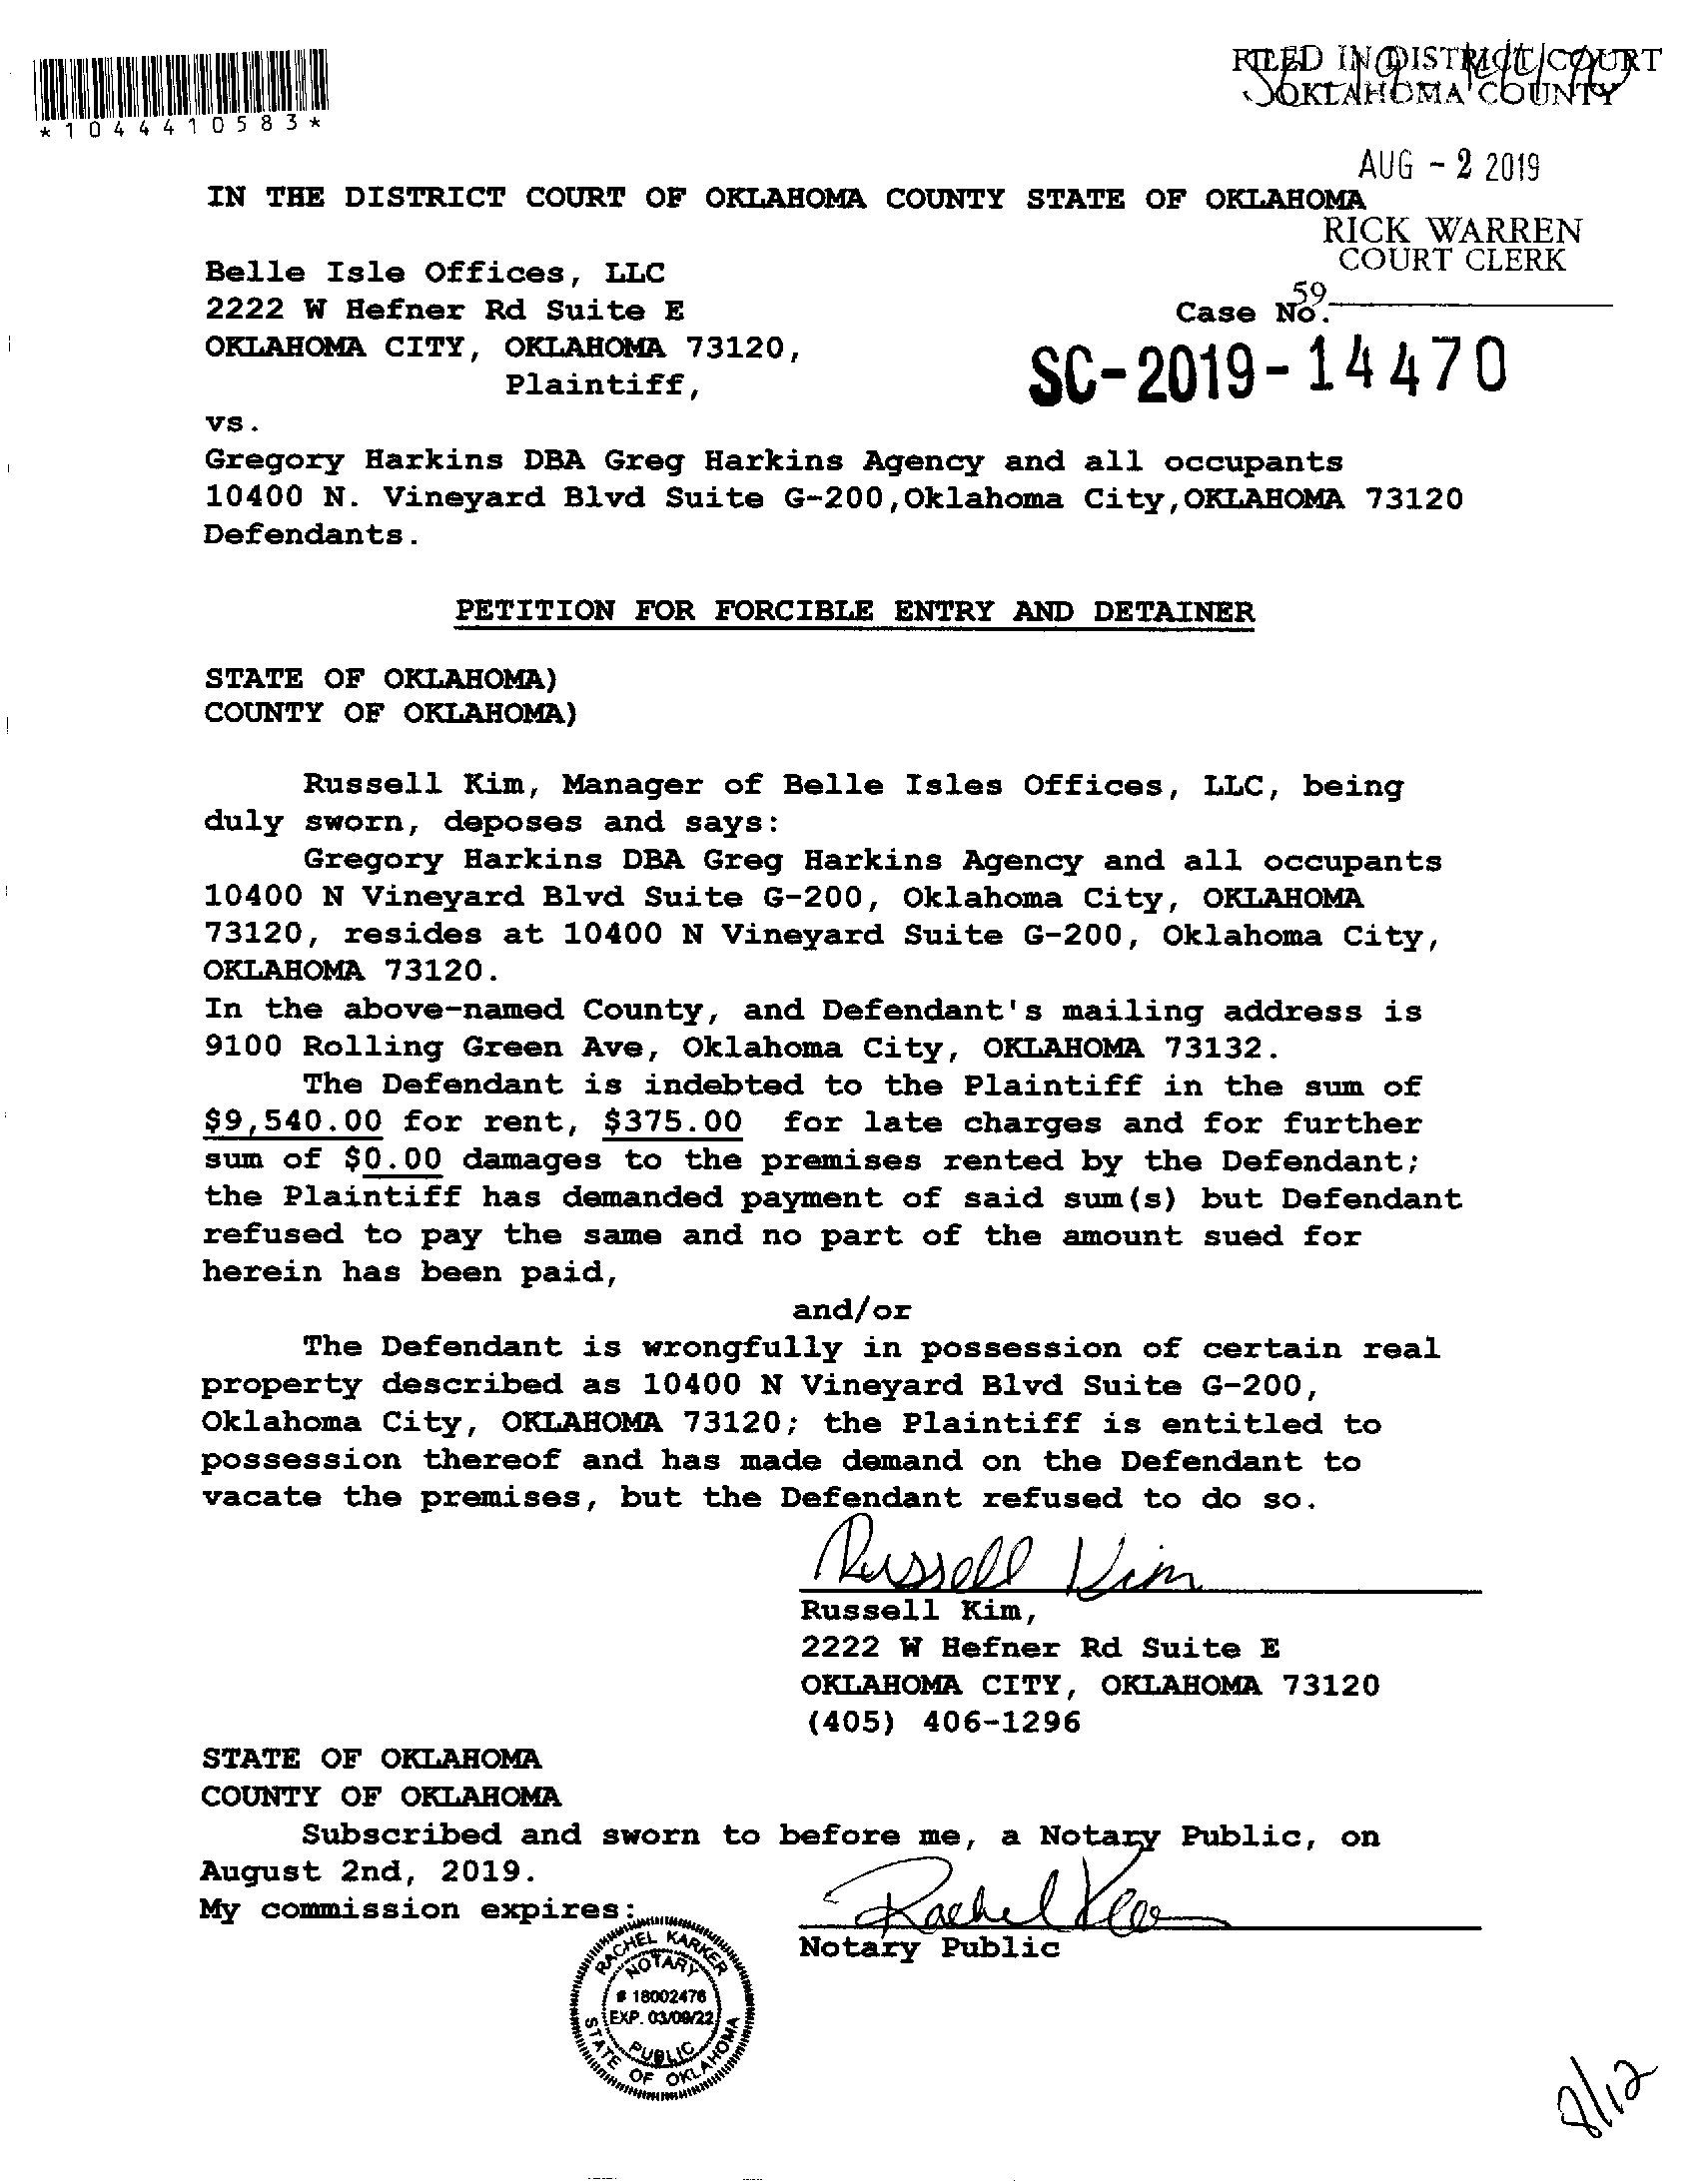 *1044410583*
FILED IN DISTRICT COURT
OKLAHOMA COUNTY
AUG - 2 2019
IN THE DISTRICT COURT OF OKLAHOMA COUNTY STATE OF OKLAHOMA
RICK WARREN
COURT CLERK
Belle Isle Offices, LLC
2222 W Hefner Rd Suite E
59
Case No.
OKLAHOMA CITY, OKLAHOMA 73120,
SC-2019-14470
Plaintiff,
vs.
Gregory Harkins DBA Greg Harkins Agency and all occupants
10400 N. Vineyard Blvd Suite G-200,Oklahoma City,OKLAHOMA 73120
Defendants.
PETITION FOR FORCIBLE ENTRY AND DETAINER
STATE OF OKLAHOMA)
COUNTY OF OKLAHOMA)
Russell Kim, Manager of Belle Isles Offices, LLC, being
duly sworn, deposes and says:
Gregory Harkins DBA Greg Harkins Agency and all occupants
10400 N Vineyard Blvd Suite G-200, Oklahoma City, OKLAHOMA
73120, resides at 10400 N Vineyard Suite G-200, Oklahoma City,
OKLAHOMA 73120.
In the above-named County, and Defendant's mailing address is
9100 Rolling Green Ave, Oklahoma City, OKLAHOMA 73132.
The Defendant is indebted to the Plaintiff in the sum of
$9,540.00 for rent, $375.00 for late charges and for further
sum of $0.00 damages to the premises rented by the Defendant;
the Plaintiff has demanded payment of said sum(s) but Defendant
refused to pay the same and no part of the amount sued for
herein has been paid,
and/or
The Defendant is wrongfully in possession of certain real
property described as 10400 N Vineyard Blvd Suite G-200,
Oklahoma City, OKLAHOMA 73120; the Plaintiff is entitled to
possession thereof and has made demand on the Defendant to
vacate the premises, but the Defendant refused to do so.
Russell Kim
Russell Kim,
2222 W Hefner Rd Suite E
OKLAHOMA CITY, OKLAHOMA 73120
(405) 406-1296
STATE OF OKLAHOMA
COUNTY OF OKLAHOMA
Subscribed and sworn to before me, a Notary Public, on
August 2nd, 2019.
My commission expires:
Rachel
Notary Public
RACHEL KARKER
NOTARY
# 18002476
EXP. 03/09/22
PUBLIC
STATE OF OKLAHOMA
8/12